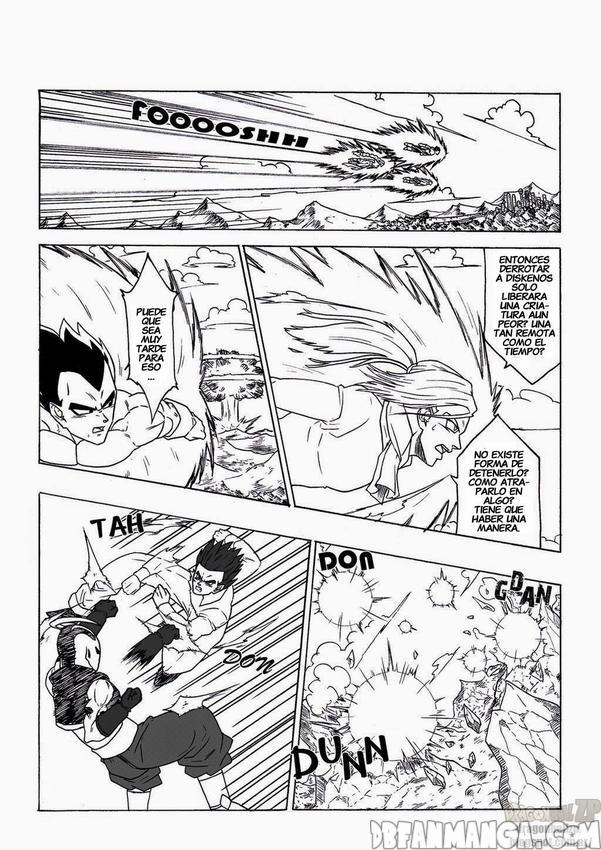 FOOOOSHH
ENTONCES
DERROTAR
A DISKENOS
SOLO
LIBERARA
UNA CRIA-
TURA AUN
PEOR? UNA
TAN REMOTA
COMO EL
TIEMPO?
PUEDE
QUE SEA
MUY
TARDE
PARA
ESO
...
NO EXISTE
FORMA DE
DETENERLO?
COMO ATRA-
PARLO EN
ALGO?
TIENE QUE
HABER UNA
MANERA.
TAH
DON
DON
GDAN
DUNN
DBFANMANGA.COM